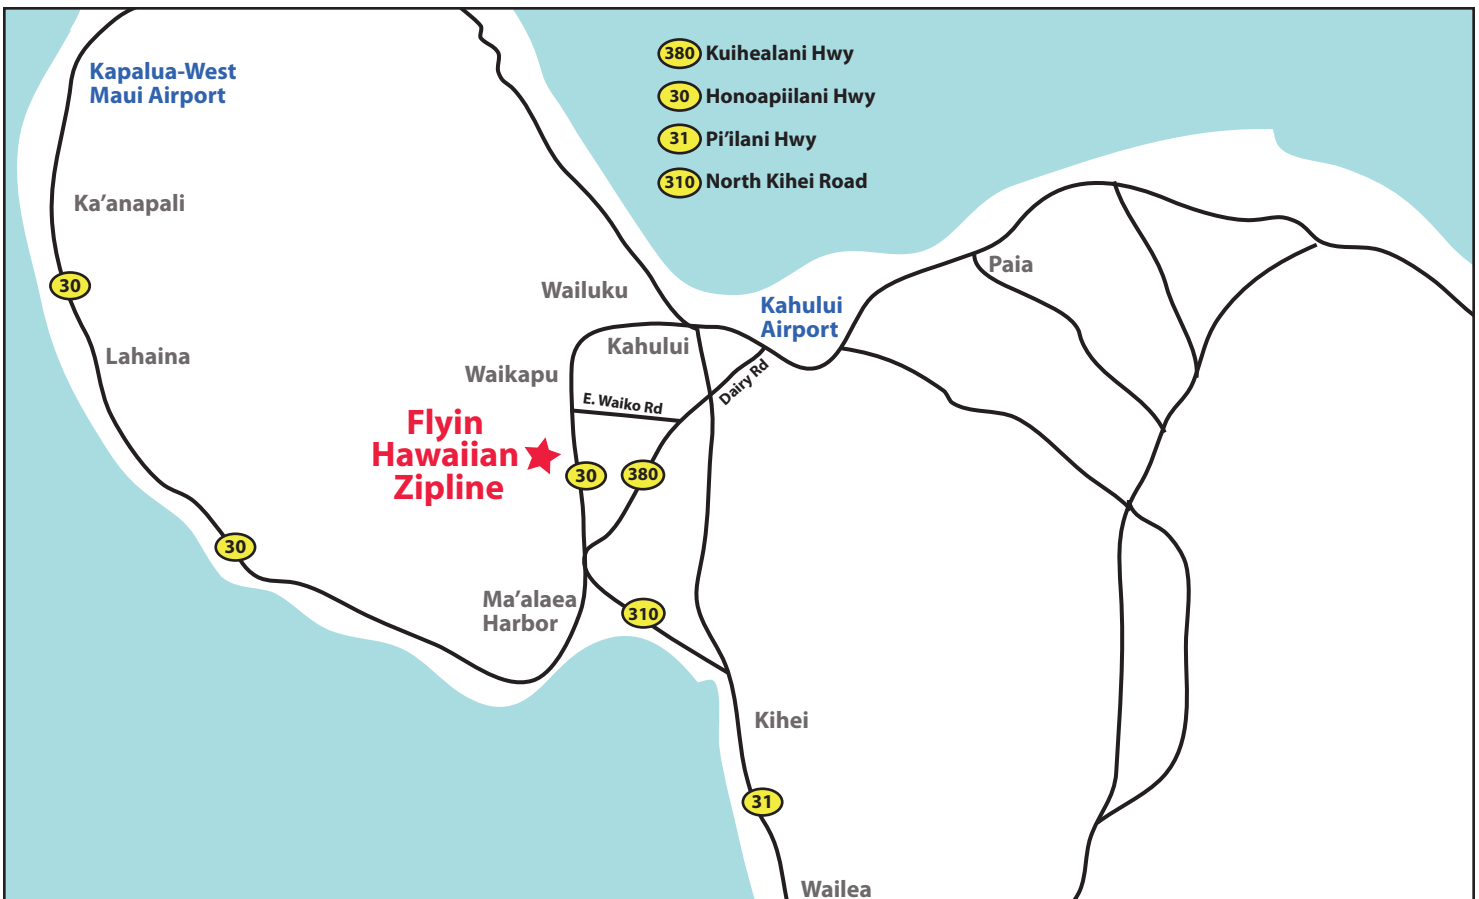 380 Kuihealani Hwy
30 Honoapiilani Hwy
31 Pi’ilani Hwy
310 North Kihei Road
Kapalua-West
Maui Airport
Ka’anapali
30
Lahaina
30
Wailuku
Kahului
Waikapu
E. Waiko Rd
Dairy Rd
Kahului
Airport
Paia
Flyin
Hawaiian
Zipline
30
380
Ma’alaea
Harbor
310
Kihei
31
Wailea